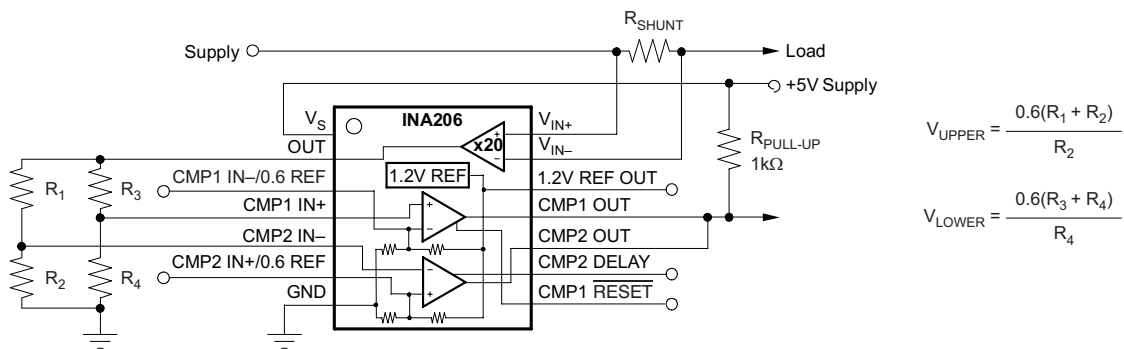 R_SHUNT
Supply
Load
+5V Supply
V_S
INA206
V_IN+
OUT
x20
V_IN–
R_PULL-UP
1kΩ
V_UPPER = 0.6(R_1 + R_2) / R_2
R_1
R_3
CMP1 IN–/0.6 REF
1.2V REF
1.2V REF OUT
CMP1 IN+
CMP1 OUT
V_LOWER = 0.6(R_3 + R_4) / R_4
CMP2 IN–
CMP2 OUT
R_2
R_4
CMP2 IN+/0.6 REF
CMP2 DELAY
GND
CMP1 R̅E̅S̅E̅T̅